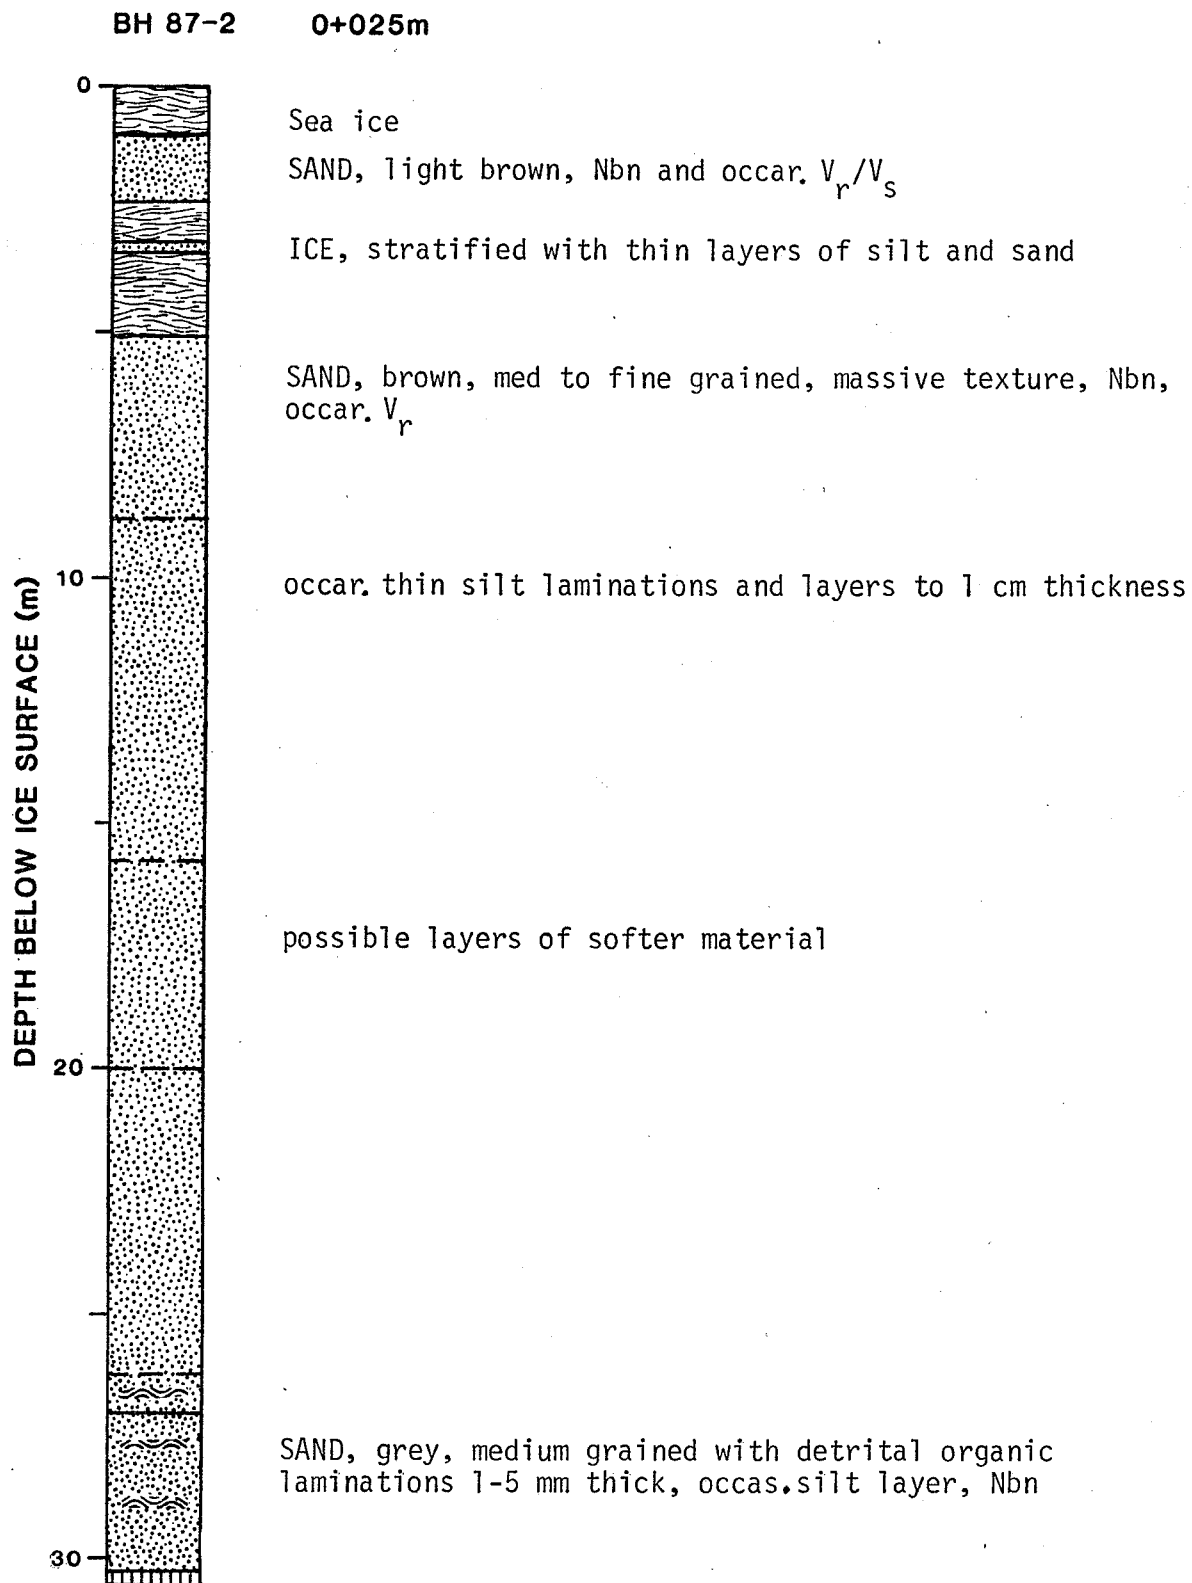 BH 87-2 0+025m
0
Sea ice
SAND, light brown, Nbn and occar. Vr/Vs
ICE, stratified with thin layers of silt and sand
SAND, brown, med to fine grained, massive texture, Nbn,
occar. Vr
10
occar. thin silt laminations and layers to 1 cm thickness
DEPTH BELOW ICE SURFACE (m)
possible layers of softer material
20
SAND, grey, medium grained with detrital organic
laminations 1-5 mm thick, occas. silt layer, Nbn
30